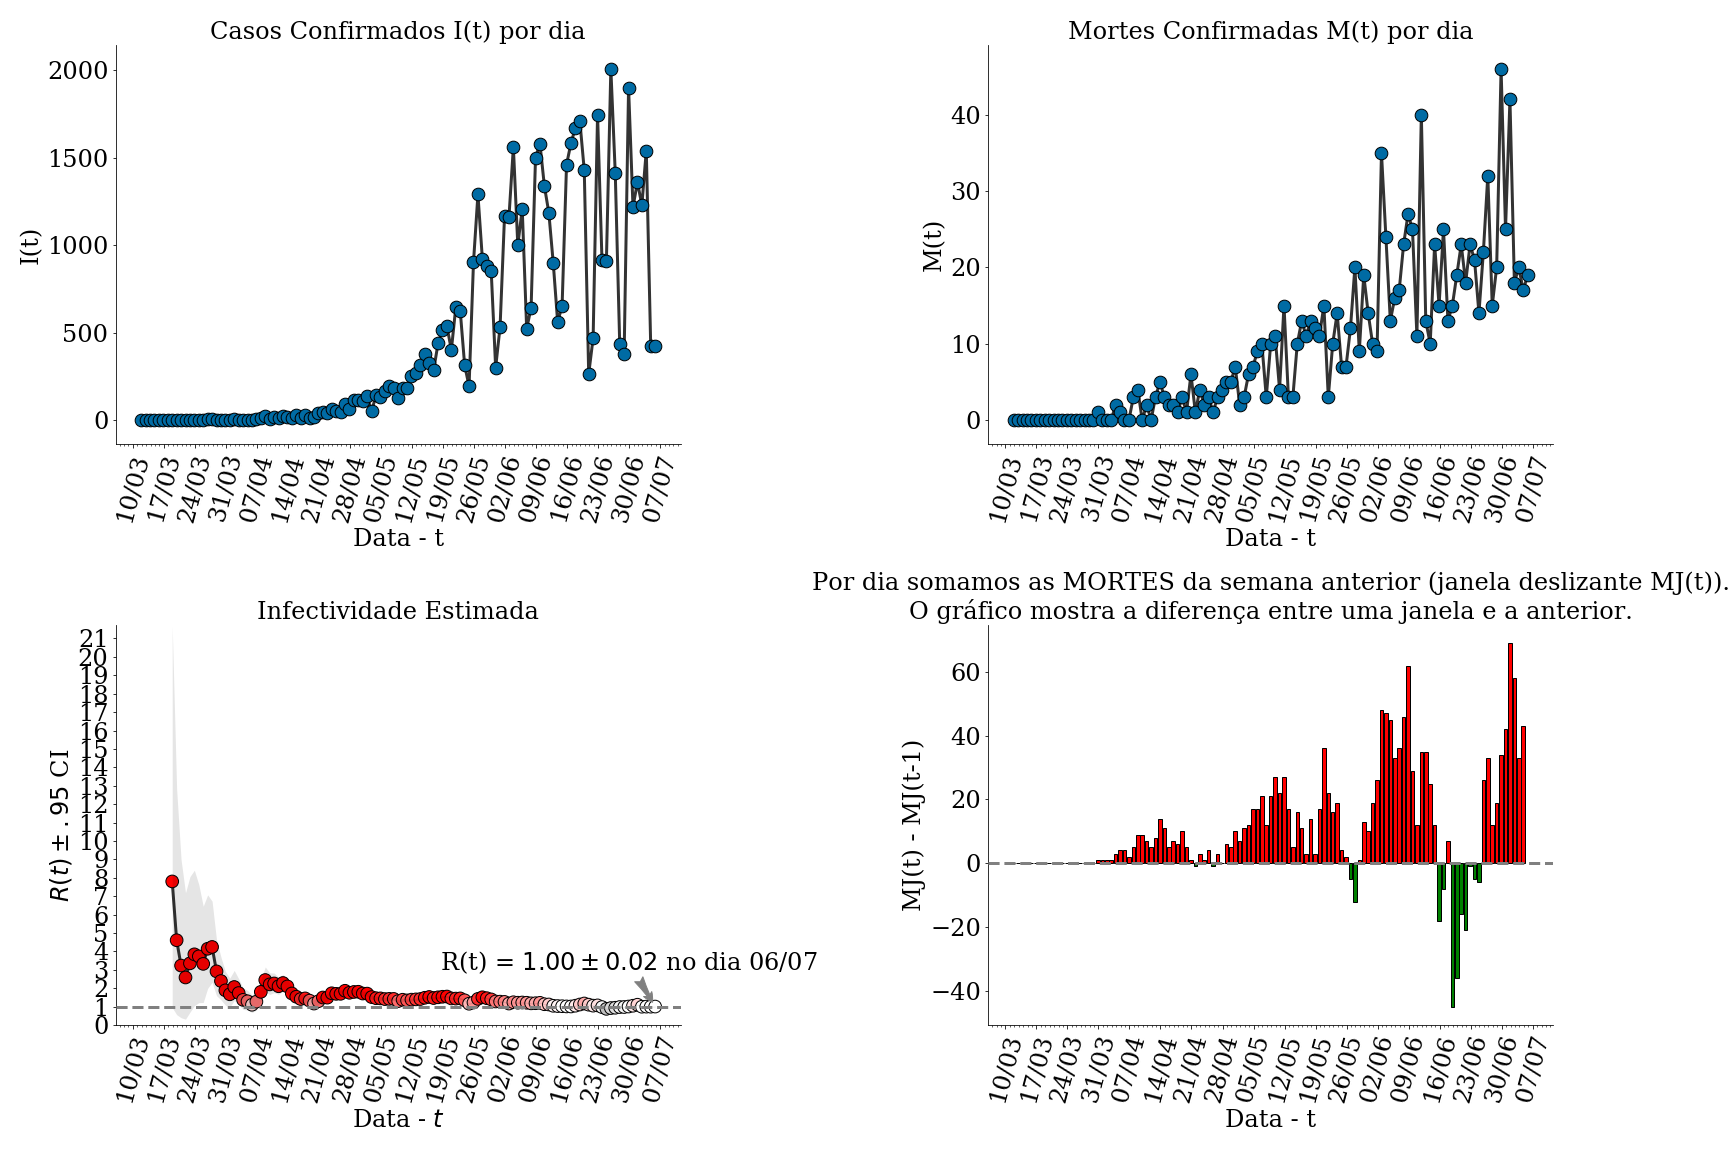 Casos Confirmados I(t) por dia
2000
1500
1000
500
0
I(t)
10/03 17/03 24/03 31/03 07/04 14/04 21/04 28/04 05/05 12/05 19/05 26/05 02/06 09/06 16/06 23/06 30/06 07/07
Data - t
Mortes Confirmadas M(t) por dia
40
30
20
10
0
M(t)
10/03 17/03 24/03 31/03 07/04 14/04 21/04 28/04 05/05 12/05 19/05 26/05 02/06 09/06 16/06 23/06 30/06 07/07
Data - t
Infectividade Estimada
21
20
19
18
17
16
15
14
13
12
11
10
9
8
7
6
5
4
3
2
1
0
R(t) ± .95 CI
R(t) = 1.00 ± 0.02 no dia 06/07
10/03 17/03 24/03 31/03 07/04 14/04 21/04 28/04 05/05 12/05 19/05 26/05 02/06 09/06 16/06 23/06 30/06 07/07
Data - t
Por dia somamos as MORTES da semana anterior (janela deslizante MJ(t)).
O gráfico mostra a diferença entre uma janela e a anterior.
60
40
20
0
−20
−40
MJ(t) - MJ(t-1)
10/03 17/03 24/03 31/03 07/04 14/04 21/04 28/04 05/05 12/05 19/05 26/05 02/06 09/06 16/06 23/06 30/06 07/07
Data - t